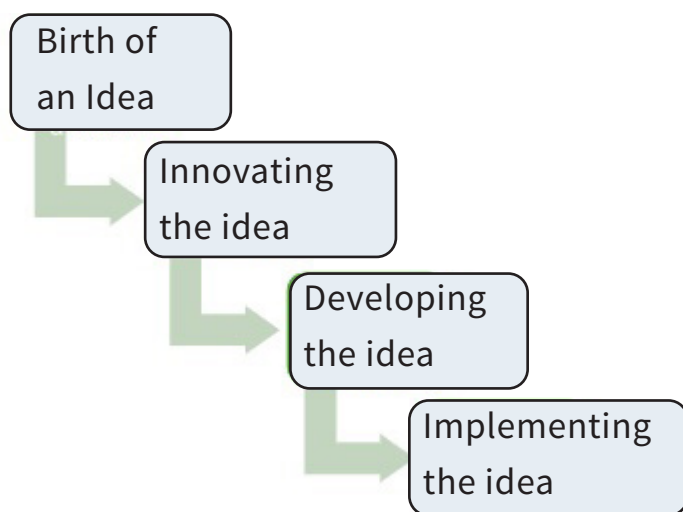 Birth of
an Idea
Innovating
the idea
Developing
the idea
Implementing
the idea